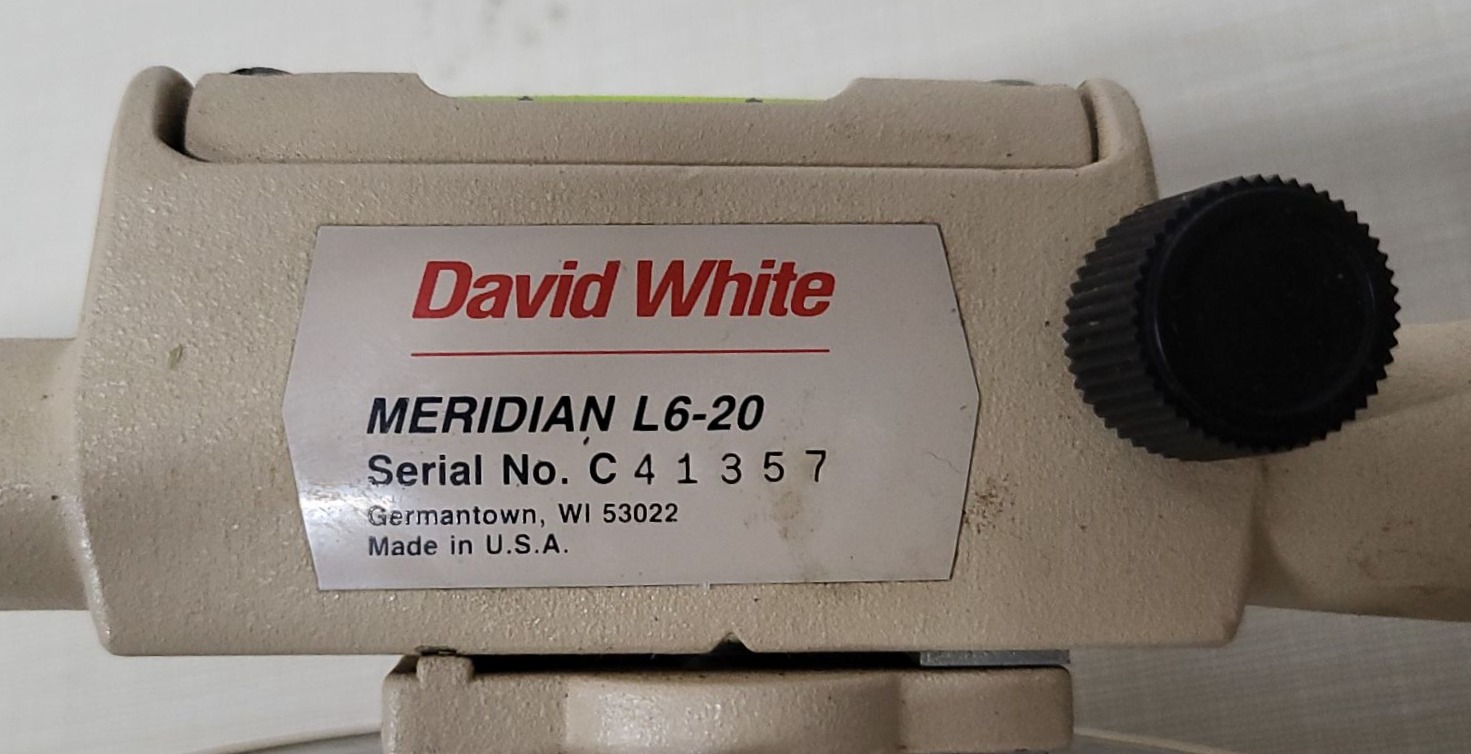 David White
MERIDIAN L6-20
Serial No. C 4 1 3 5 7
Germantown, WI 53022
Made in U.S.A.